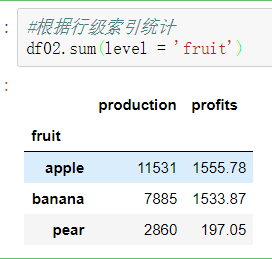 : #根据行级索引统计
df02.sum(level = 'fruit')
:
production profits
fruit
apple 11531 1555.78
banana 7885 1533.87
pear 2860 197.05